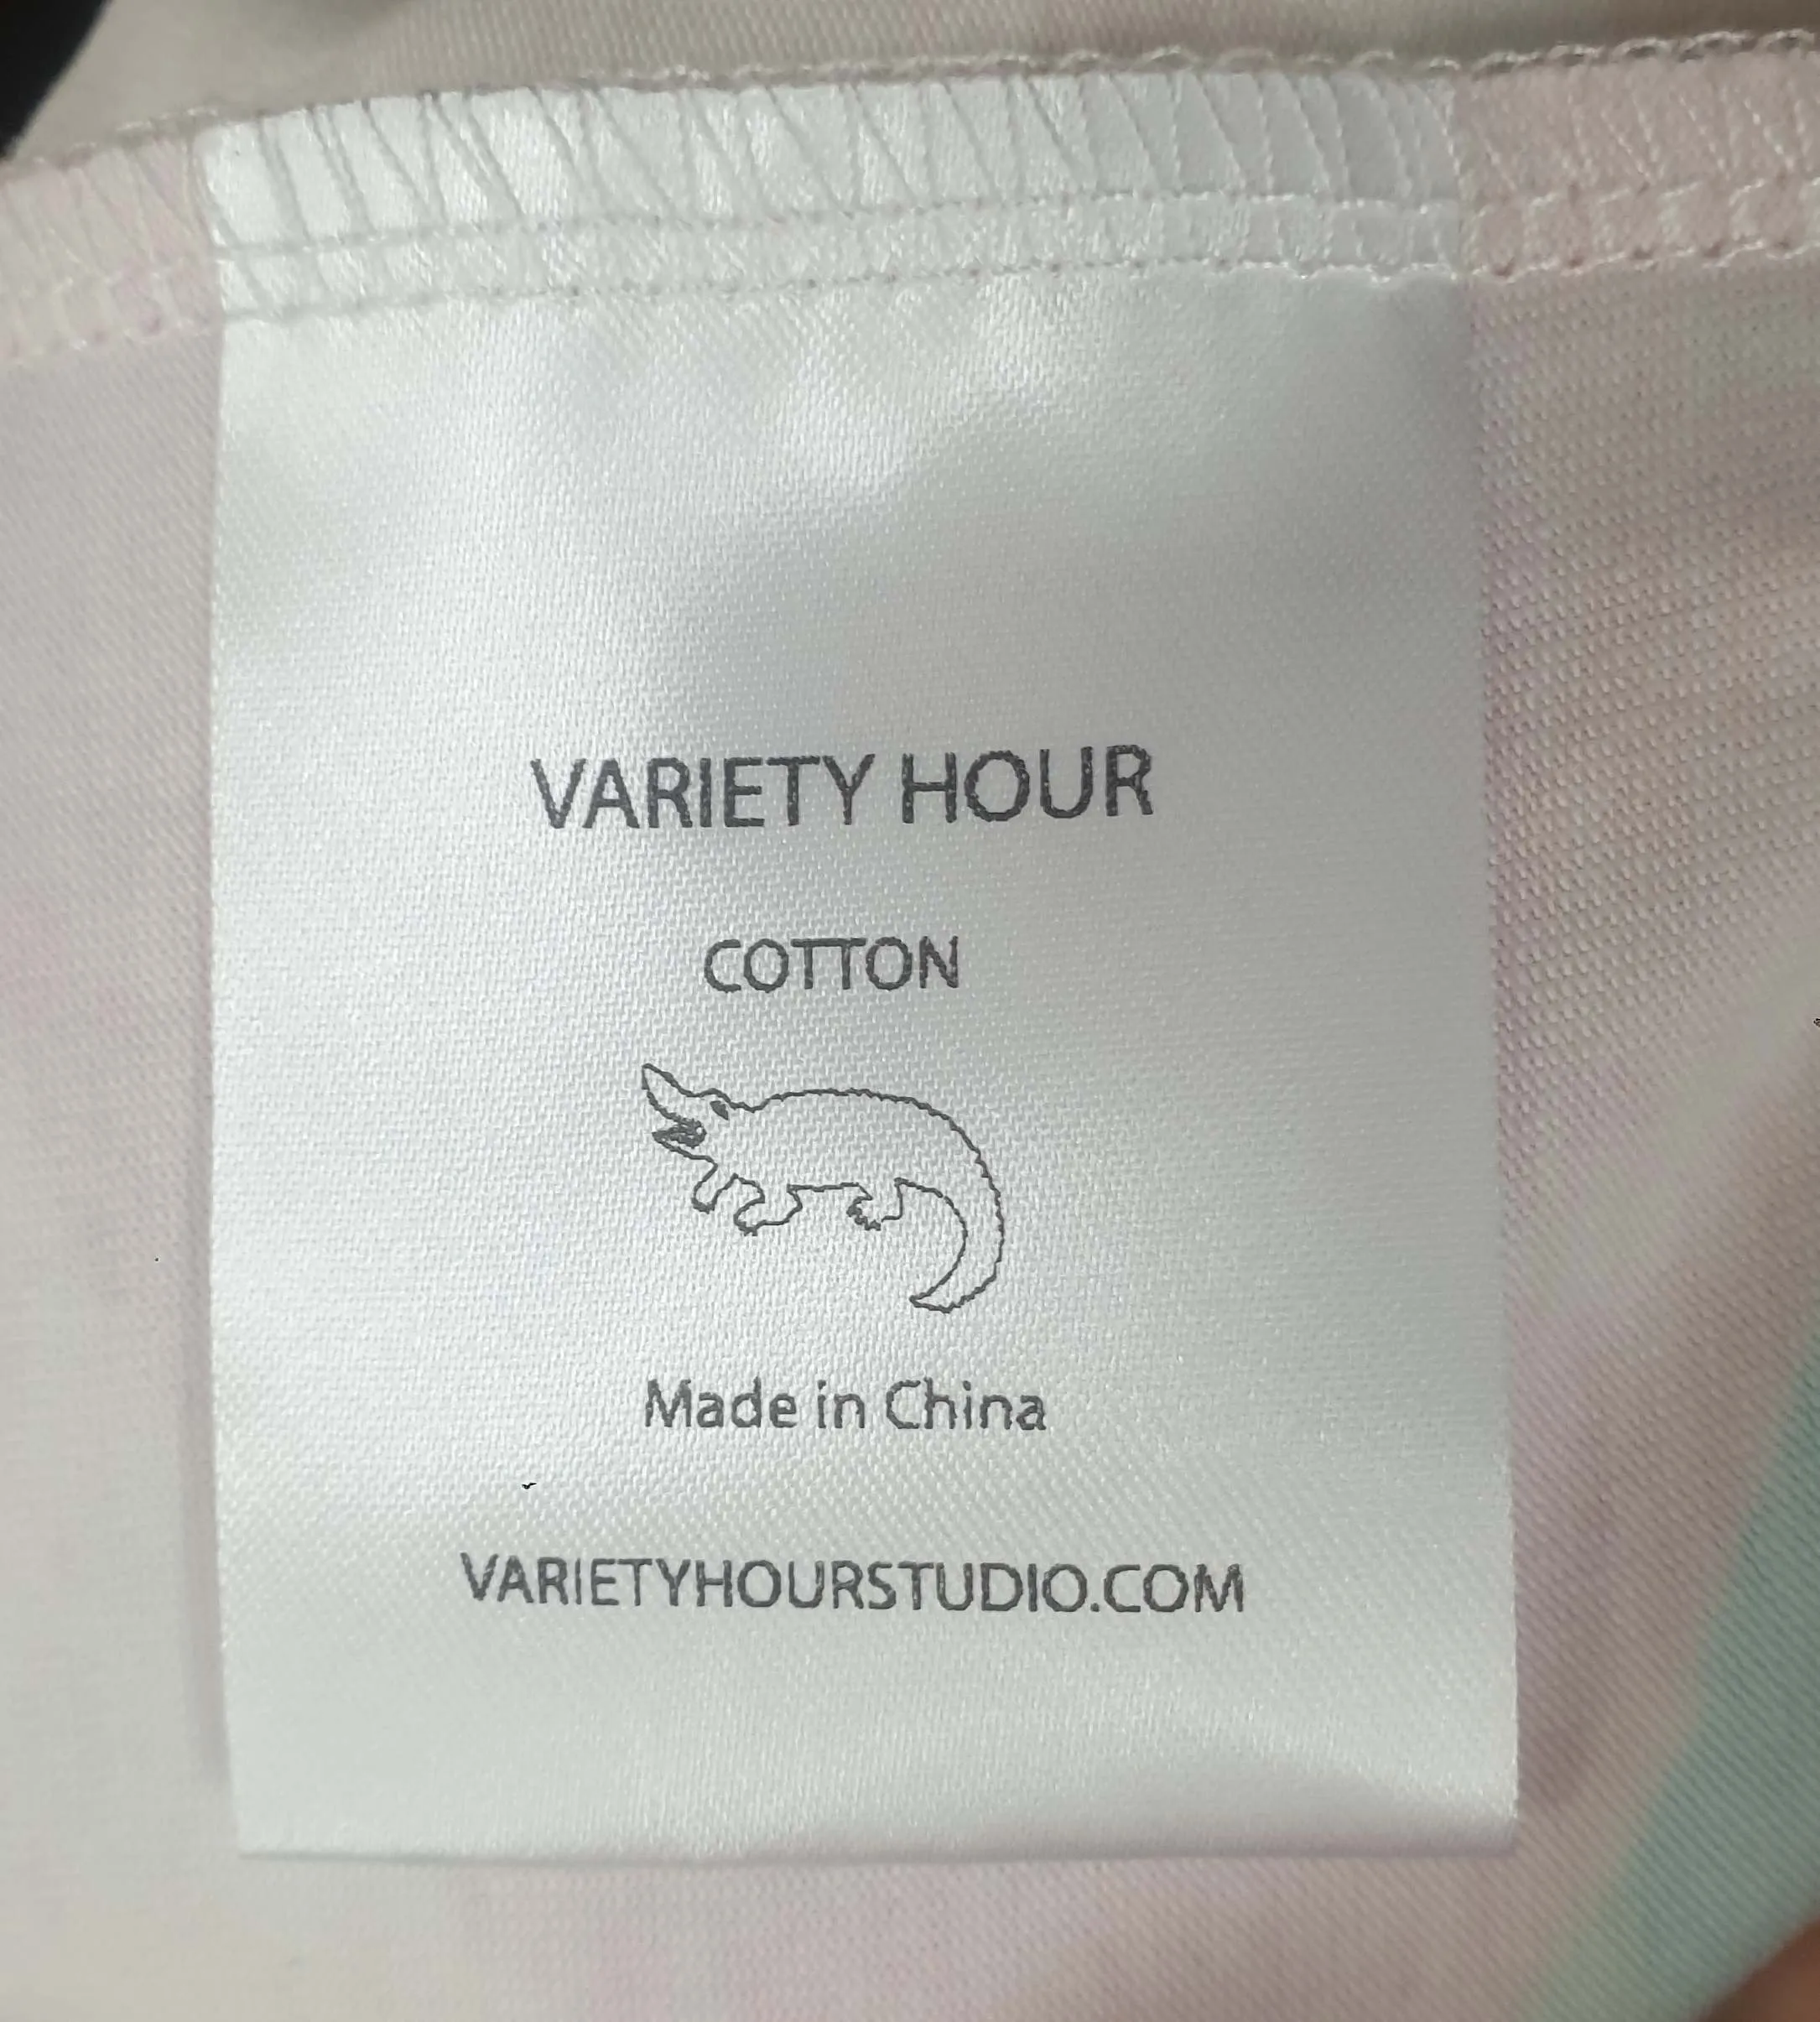 VARIETY HOUR
COTTON
Made in China
VARIETYHOURSTUDIO.COM